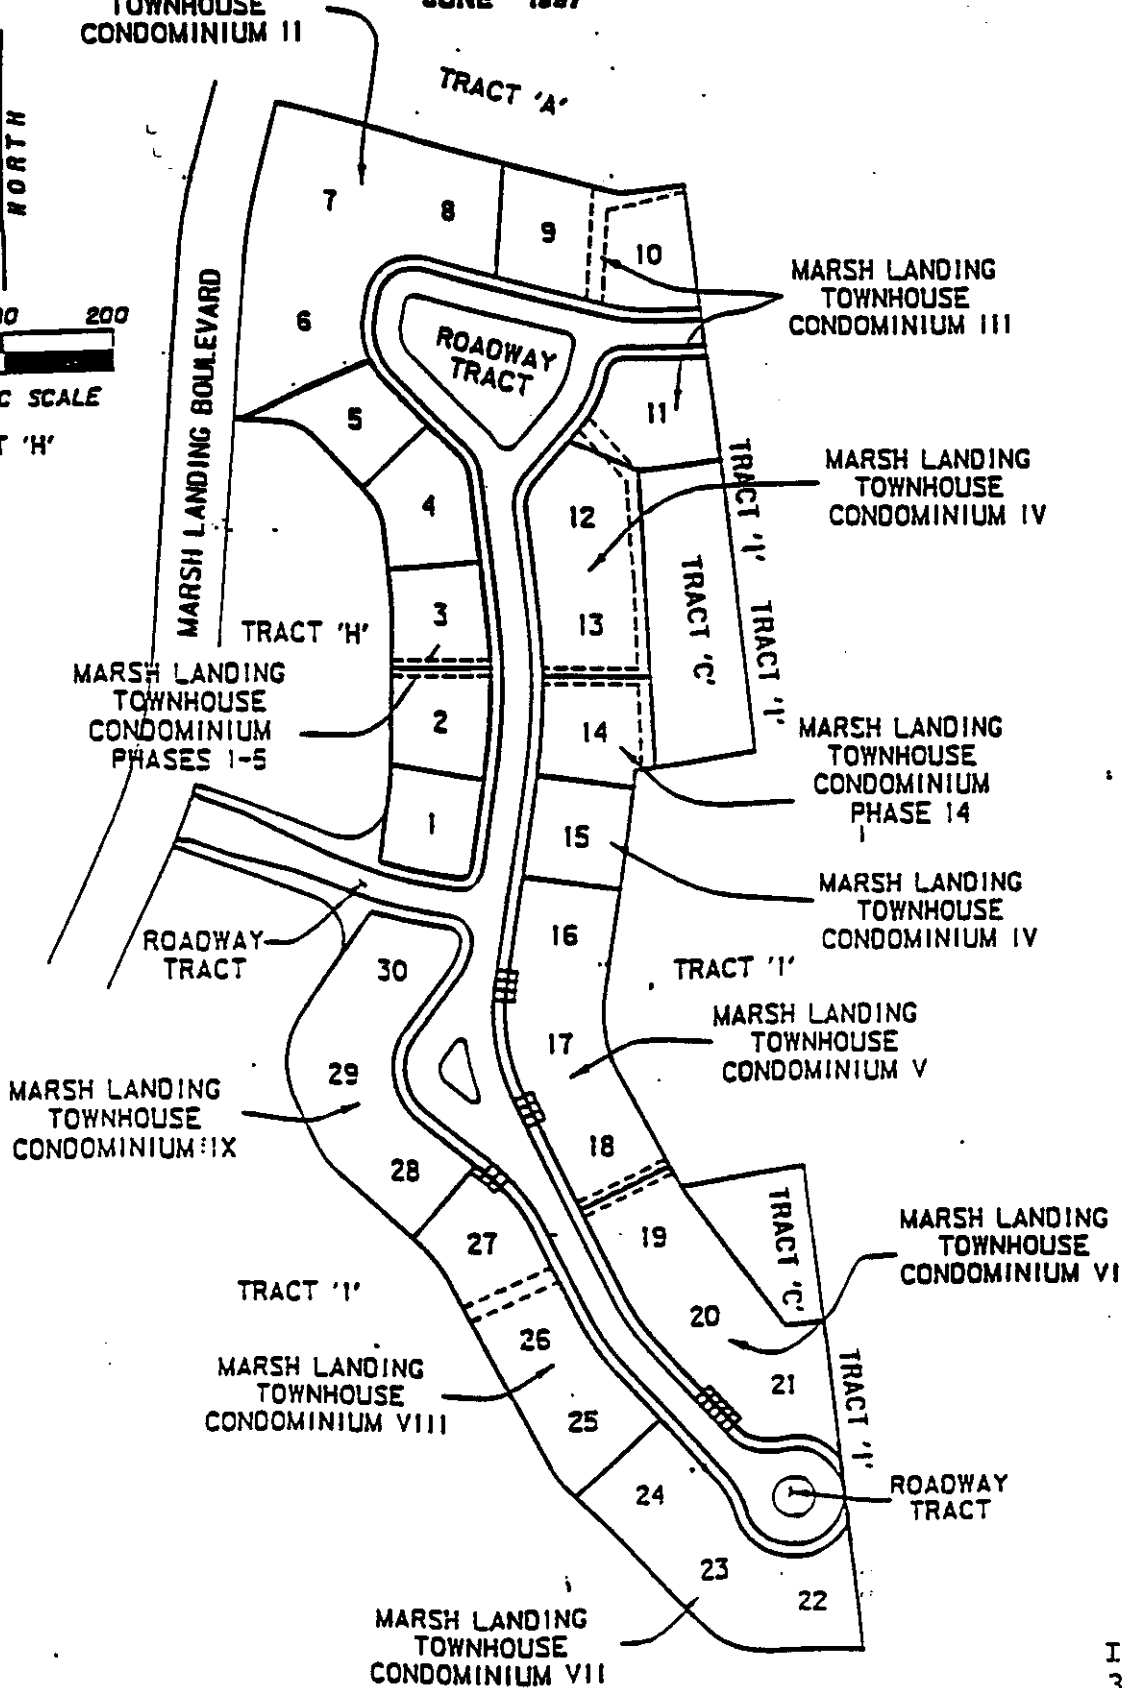 TOWNHOUSE
CONDOMINIUM II
JUNE 1987
TRACT 'A'
NORTH
200
C SCALE
T 'H'
MARSH LANDING BOULEVARD
7
8
9
10
6
ROADWAY
TRACT
MARSH LANDING
TOWNHOUSE
CONDOMINIUM III
5
11
4
12
TRACT 'I'
MARSH LANDING
TOWNHOUSE
CONDOMINIUM IV
3
13
TRACT 'C'
TRACT 'I'
TRACT 'H'
MARSH LANDING
TOWNHOUSE
CONDOMINIUM
PHASES 1-5
2
14
MARSH LANDING
TOWNHOUSE
CONDOMINIUM
PHASE 14
1
15
MARSH LANDING
TOWNHOUSE
CONDOMINIUM IV
ROADWAY
TRACT
30
16
TRACT 'I'
17
MARSH LANDING
TOWNHOUSE
CONDOMINIUM V
29
MARSH LANDING
TOWNHOUSE
CONDOMINIUM IX
28
18
27
19
TRACT 'C'
MARSH LANDING
TOWNHOUSE
CONDOMINIUM VI
TRACT 'I'
26
20
MARSH LANDING
TOWNHOUSE
CONDOMINIUM VIII
25
21
TRACT 'I'
24
ROADWAY
TRACT
23
22
MARSH LANDING
TOWNHOUSE
CONDOMINIUM VII